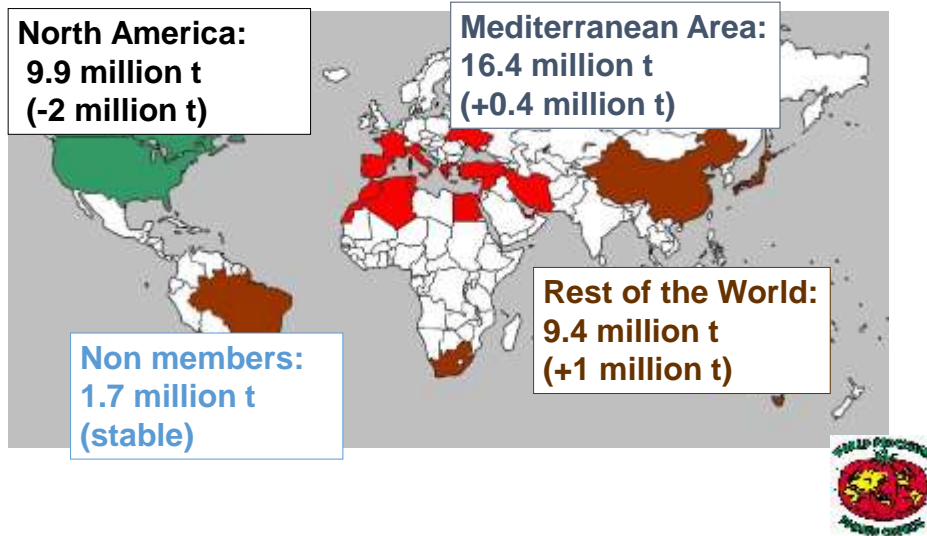 North America:
9.9 million t
(-2 million t)
Mediterranean Area:
16.4 million t
(+0.4 million t)
Rest of the World:
9.4 million t
(+1 million t)
Non members:
1.7 million t
(stable)